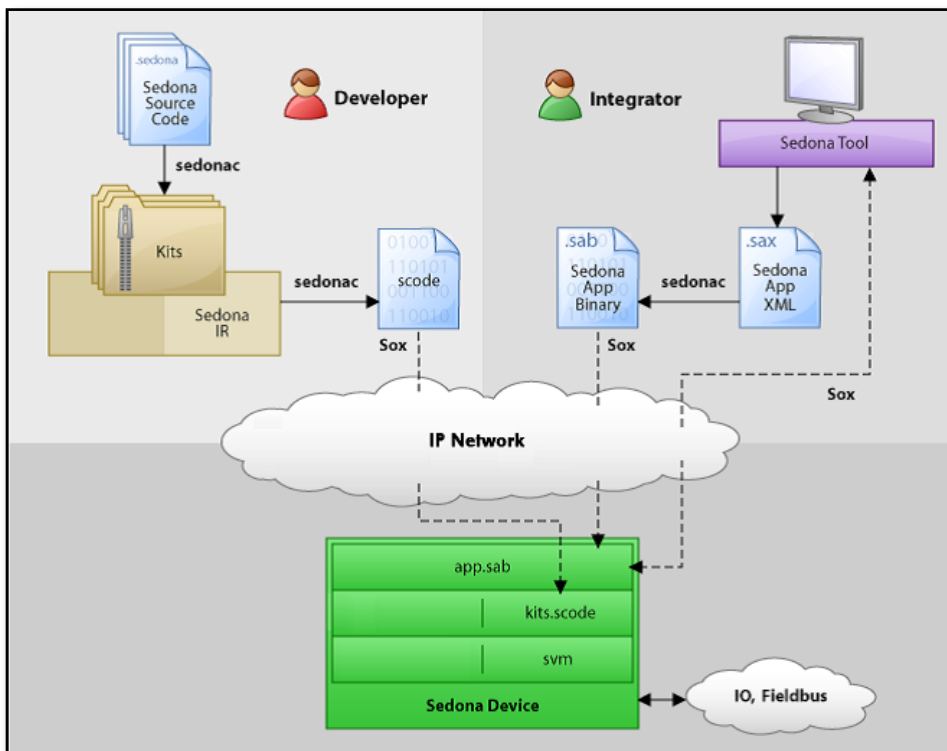 .sedona
Sedona
Source
Code
Developer
Integrator
Sedona Tool
sedonac
Kits
Sedona
IR
sedonac
01001
110101
scode
001100
110010
.sab
Sedona
App
Binary
sedonac
.sax
Sedona
App
XML
Sox
Sox
Sox
IP Network
app.sab
kits.scode
svm
Sedona Device
IO, Fieldbus